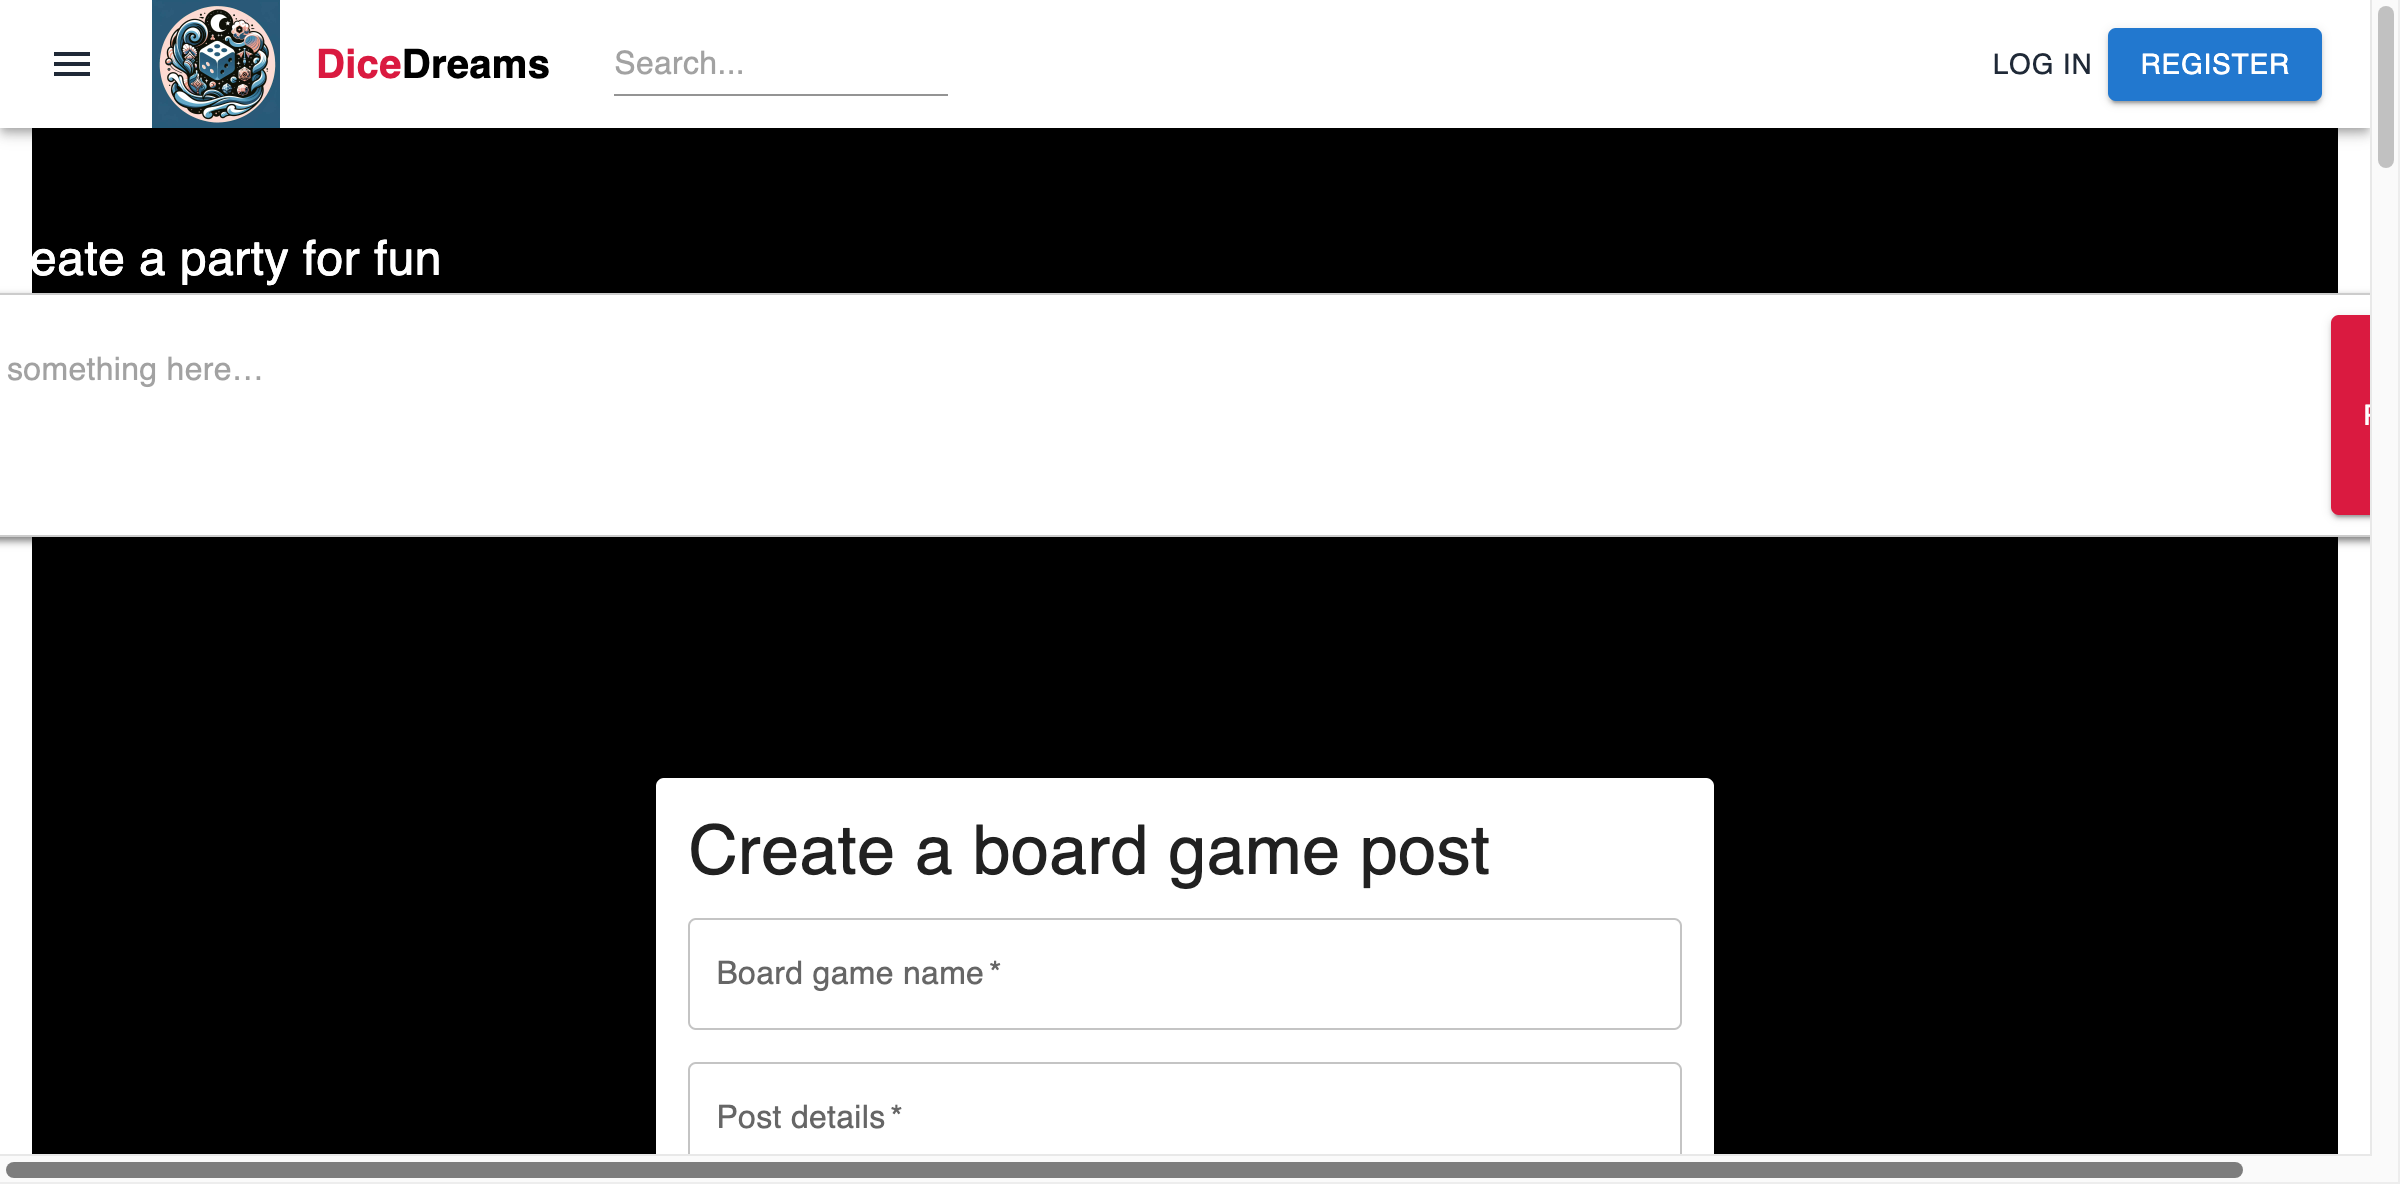 DiceDreams
Search...
LOG IN
REGISTER
eate a party for fun
something here...
Create a board game post
Board game name *
Post details *